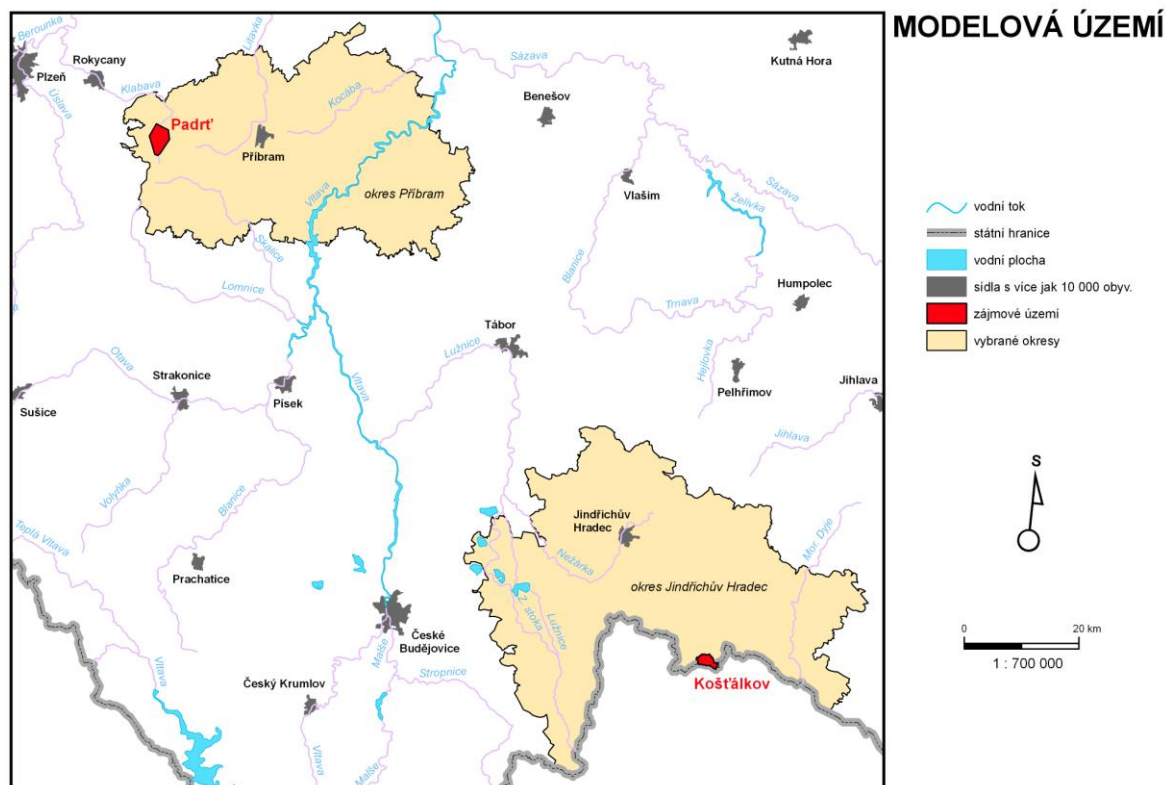 MODELOVÁ ÚZEMÍ
Berounka
Plzeň
Rokycany
Klabava
Úslava
Litavka
Padrť
Příbram
Kocába
Vltava
okres Příbram
Sázava
Benešov
Kutná Hora
Vlašim
Želivka
Sázava
Blanice
Skalice
Lomnice
Trnava
Humpolec
Hejlovka
Pelhřimov
Tábor
Lužnice
Otava
Strakonice
Písek
Vltava
Sušice
Jihlava
Jihlava
Volyňka
Blanice
Teplá Vltava
Prachatice
Jindřichův
Hradec
Nežárka
okres Jindřichův Hradec
Mor. Dyje
Z. stoka
Lužnice
České
Budějovice
Malše
Stropnice
Vltava
Český Krumlov
Košťálkov
Vltava
Malše
vodní tok
státní hranice
vodní plocha
sídla s více jak 10 000 obyv.
zájmové území
vybrané okresy
S
0 20 km
1 : 700 000